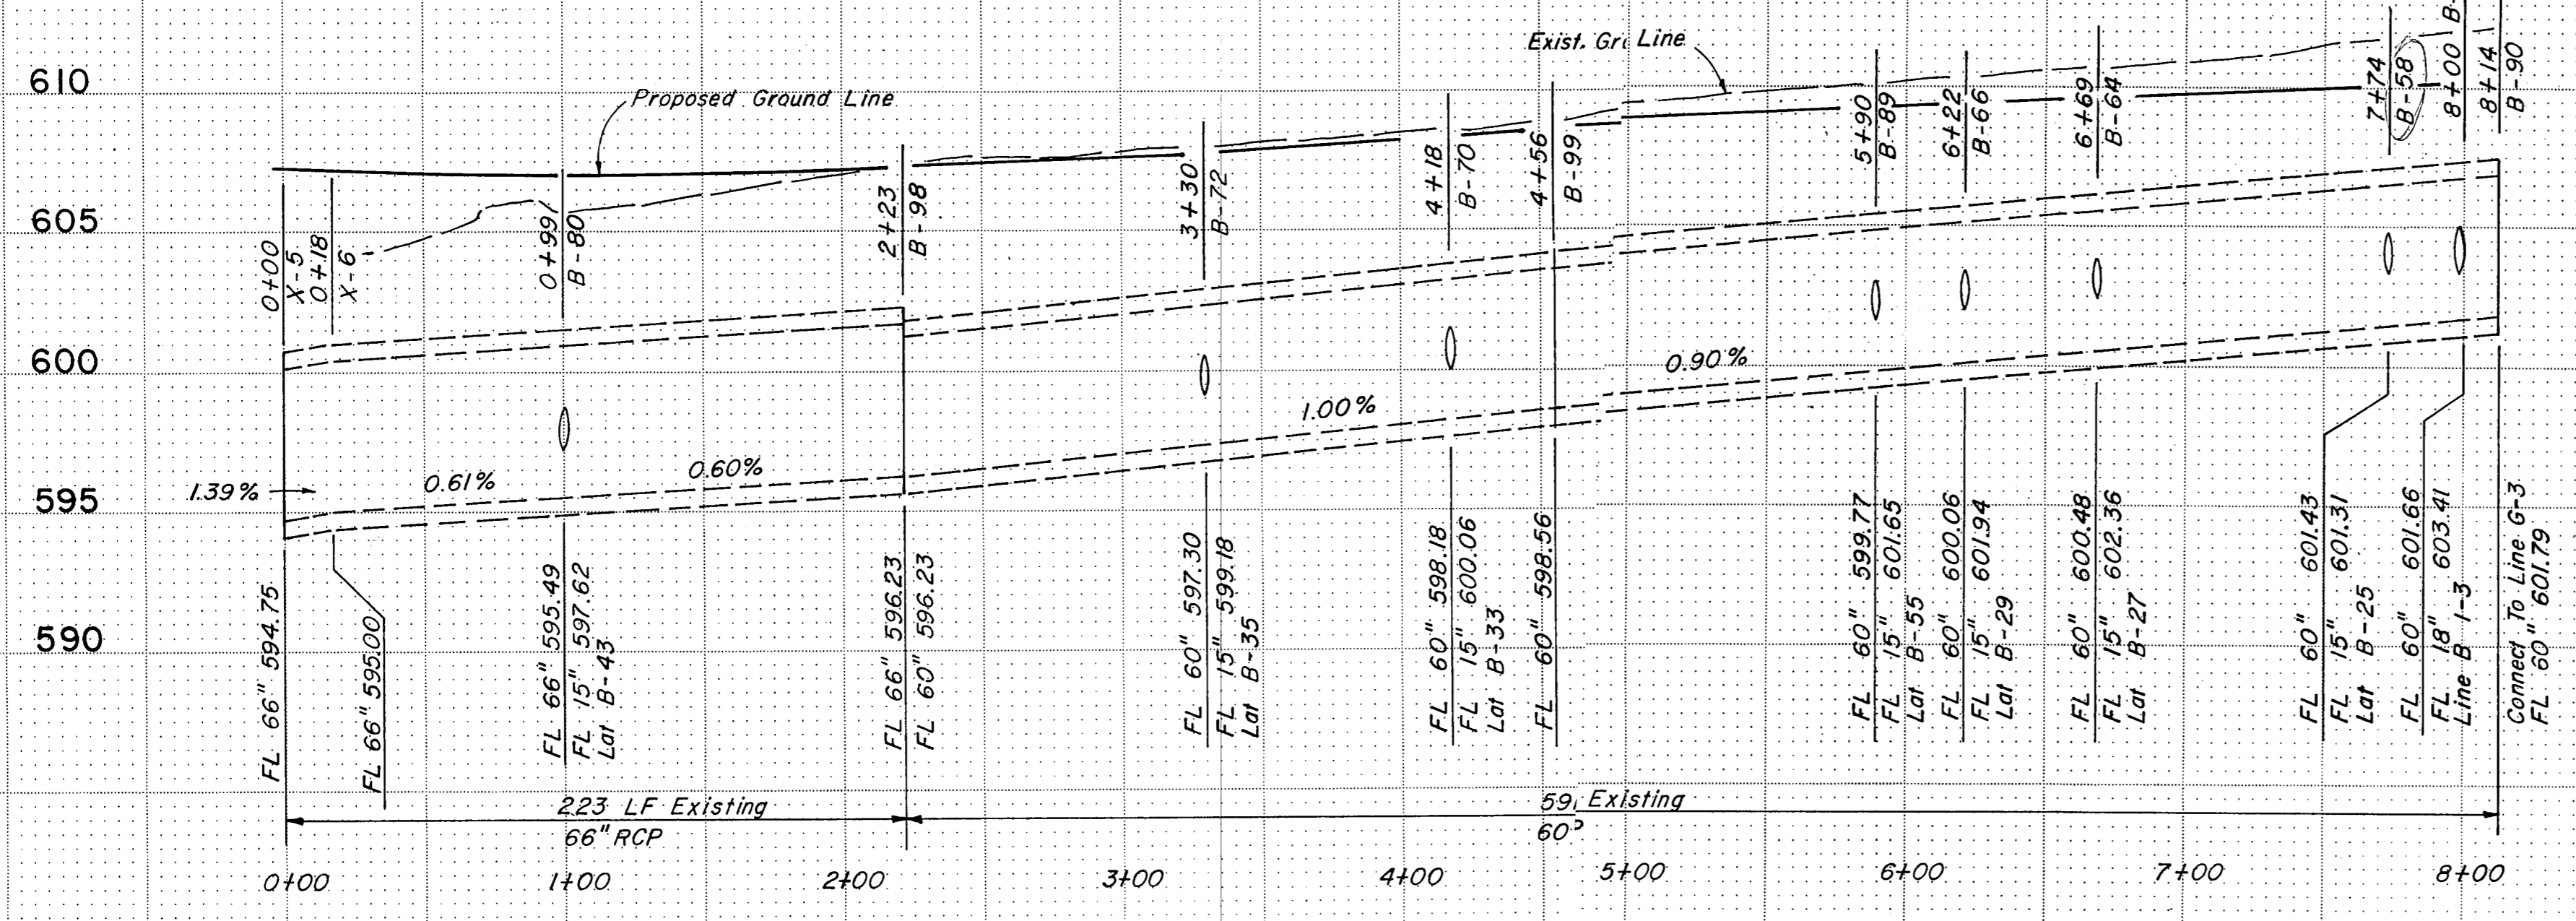 610
605
600
595
590
Proposed Ground Line
Exist. Gr Line
0+00
X-5
0+18
X-6
0+99
B-80
2+23
B-98
3+30
B-72
4+18
B-70
4+56
B-99
5+90
B-89
6+22
B-66
6+69
B-64
7+74
B-58
8+00
B-
8+14
B-90
1.39%
0.61%
0.60%
1.00%
0.90%
FL 66" 594.75
FL 66" 595.00
FL 66" 595.49
FL 15" 597.62
Lat B-43
FL 66" 596.23
FL 60" 596.23
FL 60" 597.30
FL 15" 599.18
Lat B-35
FL 60" 598.18
FL 15" 600.06
Lat B-33
FL 60" 598.56
FL 60" 599.77
FL 15" 601.65
Lat B-55
FL 60" 600.06
FL 15" 601.94
Lat B-29
FL 60" 600.48
FL 15" 602.36
Lat B-27
FL 60" 601.43
FL 15" 601.31
Lat B-25
FL 60" 601.66
FL 18" 603.41
Line B 1-3
Connect To Line G-3
FL 60" 601.79
223 LF Existing
66" RCP
59 Existing
60"
0+00 1+00 2+00 3+00 4+00 5+00 6+00 7+00 8+00